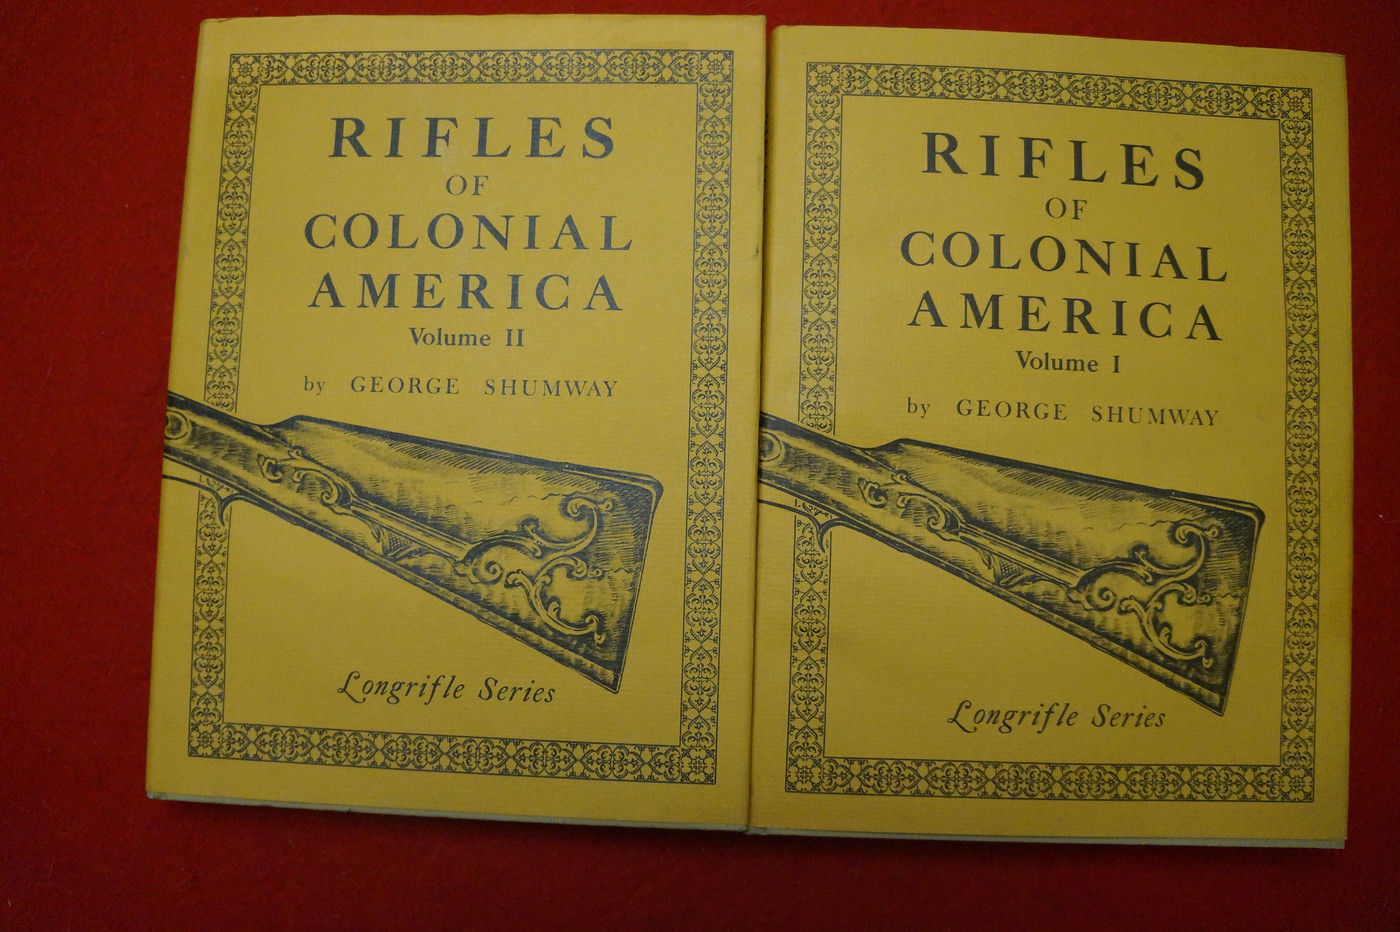 RIFLES
OF
COLONIAL
AMERICA
Volume II
by GEORGE SHUMWAY
Longrifle Series
RIFLES
OF
COLONIAL
AMERICA
Volume I
by GEORGE SHUMWAY
Longrifle Series